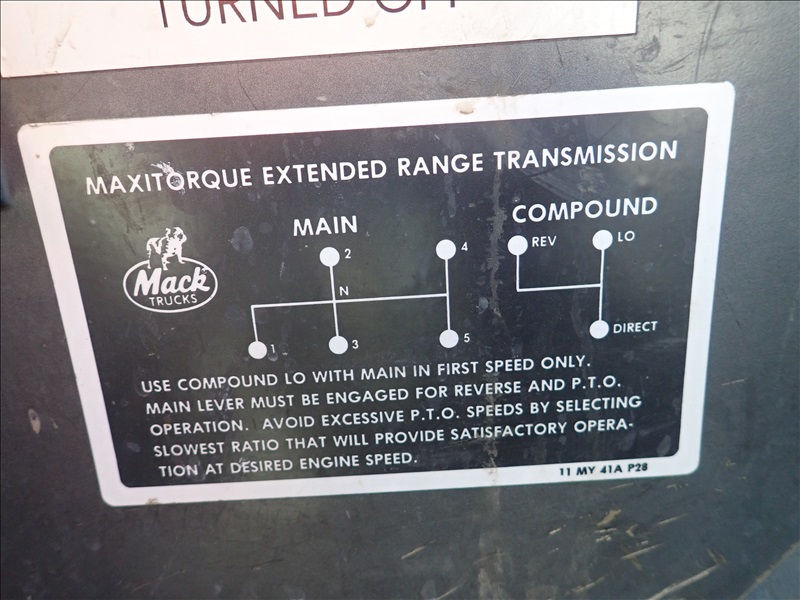 TURNED OFF
MAXITORQUE EXTENDED RANGE TRANSMISSION
MAIN
COMPOUND
2
4
REV
LO
Mack
TRUCKS
N
1
3
5
DIRECT
USE COMPOUND LO WITH MAIN IN FIRST SPEED ONLY.
MAIN LEVER MUST BE ENGAGED FOR REVERSE AND P.T.O.
OPERATION. AVOID EXCESSIVE P.T.O. SPEEDS BY SELECTING
SLOWEST RATIO THAT WILL PROVIDE SATISFACTORY OPERA-
TION AT DESIRED ENGINE SPEED.
11 MY 41A P28